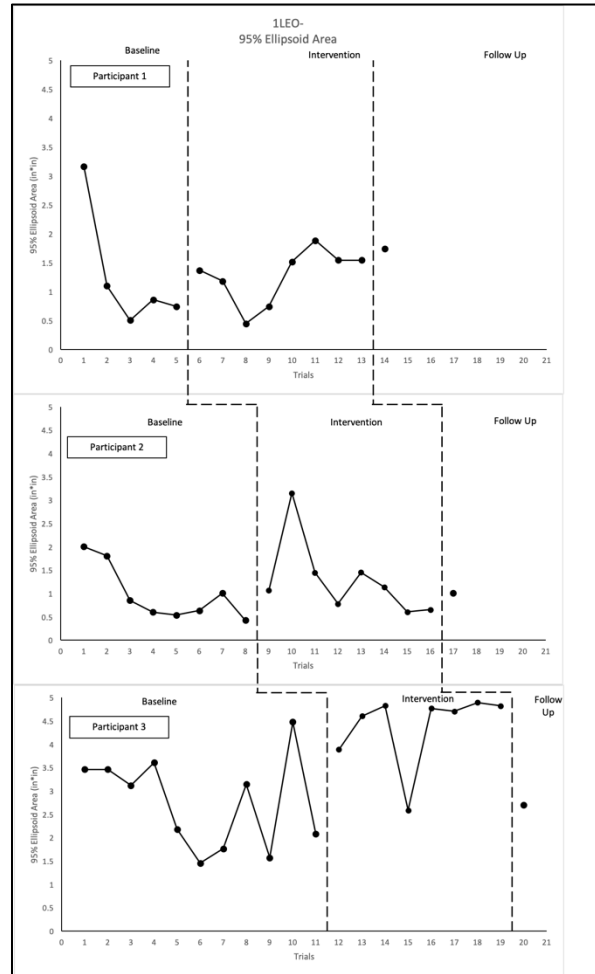 1LEO-
95% Ellipsoid Area
Baseline Intervention Follow Up
Participant 1
95% Ellipsoid Area (in*in)
5
4.5
4
3.5
3
2.5
2
1.5
1
0.5
0
0 1 2 3 4 5 6 7 8 9 10 11 12 13 14 15 16 17 18 19 20 21
Trials
Baseline Intervention Follow Up
Participant 2
95% Ellipsoid Area (in*in)
5
4.5
4
3.5
3
2.5
2
1.5
1
0.5
0
0 1 2 3 4 5 6 7 8 9 10 11 12 13 14 15 16 17 18 19 20 21
Trials
Baseline Intervention Follow
Up
Participant 3
95% Ellipsoid Area (in*in)
5
4.5
4
3.5
3
2.5
2
1.5
1
0.5
0
0 1 2 3 4 5 6 7 8 9 10 11 12 13 14 15 16 17 18 19 20 21
Trials